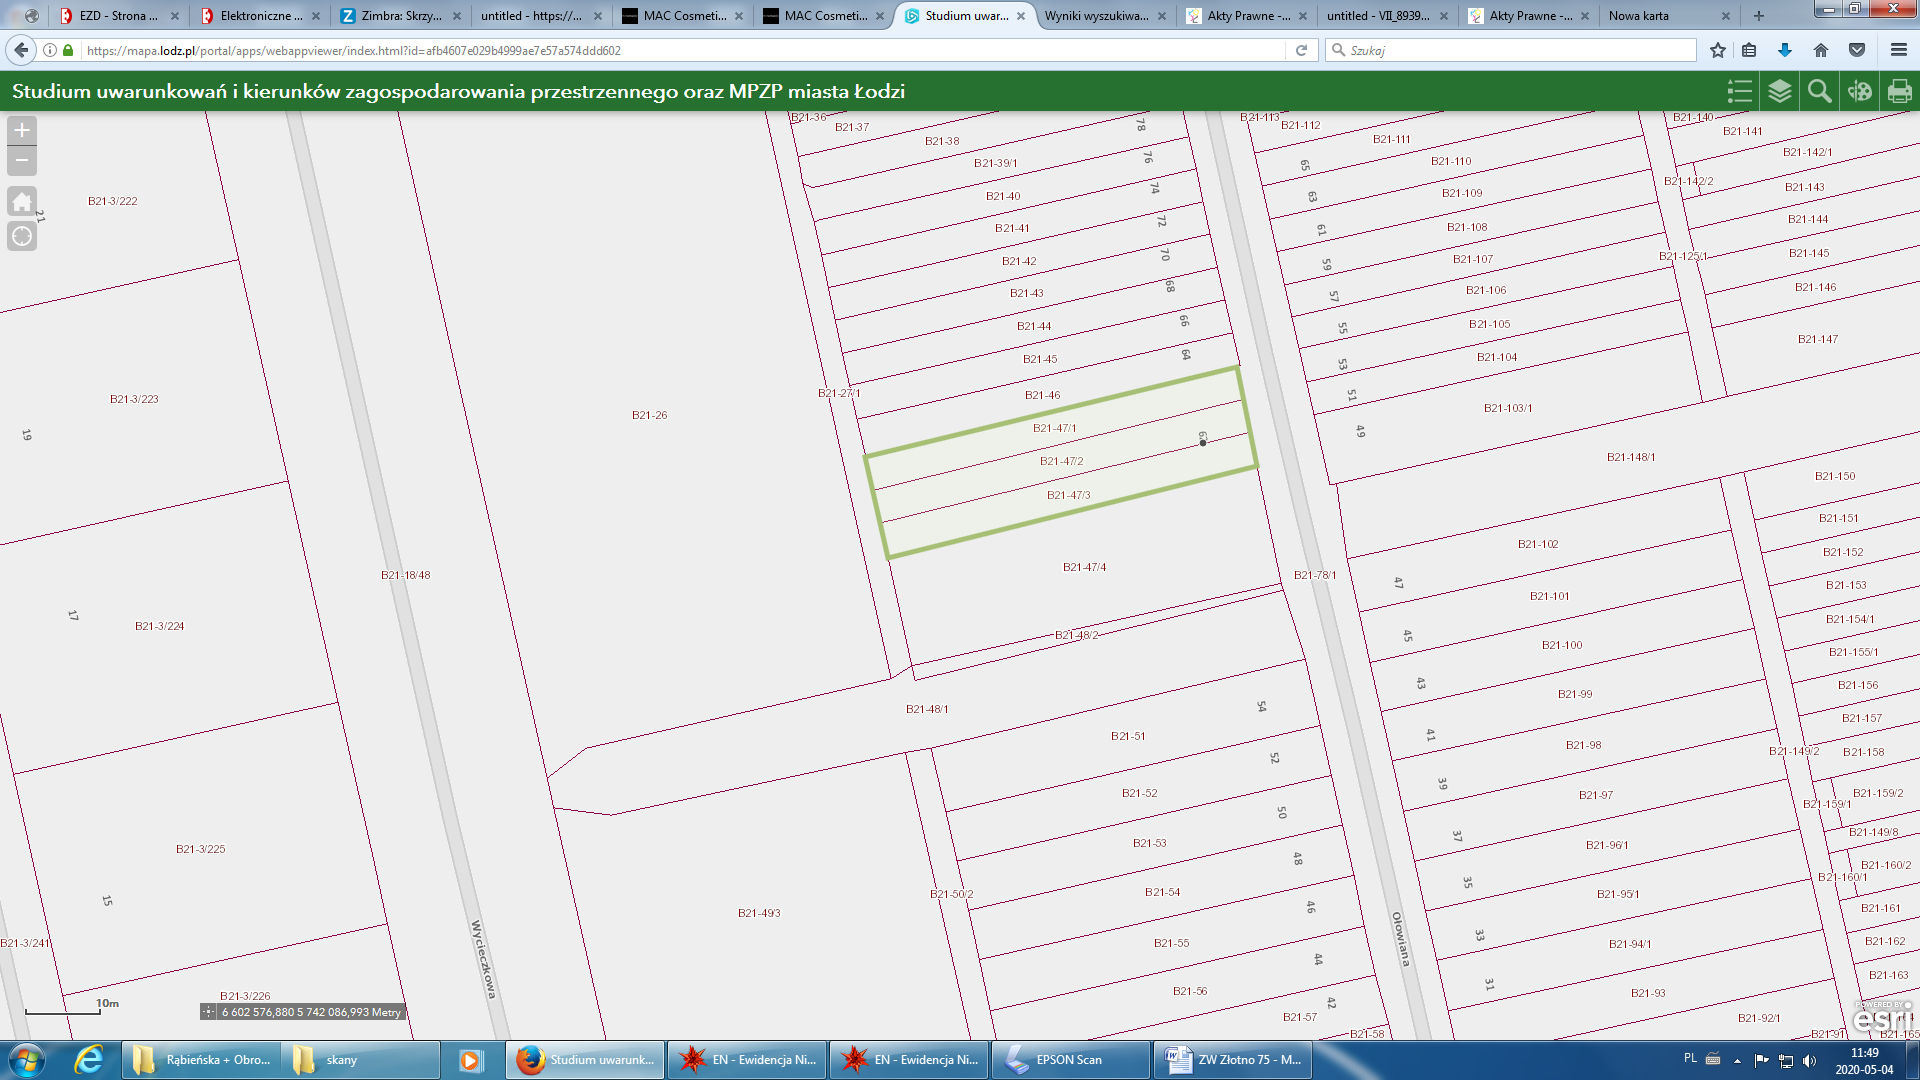 EZD - Strona ...
Elektroniczne ...
Zimbra: Skrzy...
untitled - https://...
MAC Cosmeti...
MAC Cosmeti...
Studium uwar...
Wyniki wyszukiwa...
Akty Prawne -...
untitled - VII_8939...
Akty Prawne -...
Nowa karta
https://mapa.lodz.pl/portal/apps/webappviewer/index.html?id=afb4607e029b4999ae7e57a574ddd602
Szukaj
Studium uwarunkowań i kierunków zagospodarowania przestrzennego oraz MPZP miasta Łodzi
B21-3/222
21
B21-3/223
19
B21-3/224
17
B21-3/225
15
B21-3/241
B21-3/226
B21-18/48
Wycieczkowa
B21-26
B21-27/1
B21-36
B21-37
B21-38
B21-39/1
B21-40
B21-41
B21-42
B21-43
B21-44
B21-45
B21-46
B21-47/1
B21-47/2
B21-47/3
B21-47/4
B21-48/2
B21-48/1
B21-49/3
B21-50/2
B21-51
B21-52
B21-53
B21-54
B21-55
B21-56
B21-57
B21-58
78
76
74
72
70
68
66
64
54
52
50
48
46
44
42
B21-78/1
Ołowiana
B21-113
B21-112
B21-111
B21-110
B21-109
B21-108
B21-107
B21-106
B21-105
B21-104
B21-103/1
B21-148/1
B21-102
B21-101
B21-100
B21-99
B21-98
B21-97
B21-96/1
B21-95/1
B21-94/1
B21-93
B21-92/1
B21-91
65
63
61
59
57
55
53
51
49
47
45
43
41
39
37
35
33
31
B21-140
B21-141
B21-142/1
B21-142/2
B21-143
B21-144
B21-125/1
B21-145
B21-146
B21-147
B21-150
B21-151
B21-152
B21-153
B21-154/1
B21-155/1
B21-156
B21-157
B21-149/2
B21-158
B21-159/2
B21-159/1
B21-149/8
B21-160/2
B21-160/1
B21-161
B21-162
B21-163
10m
6 602 576,880 5 742 086,993 Metry
POWERED BY
esri
Rąbieńska + Obro...
skany
Studium uwarunk...
EN - Ewidencja Ni...
EN - Ewidencja Ni...
EPSON Scan
ZW Złotno 75 - M...
PL
11:49
2020-05-04